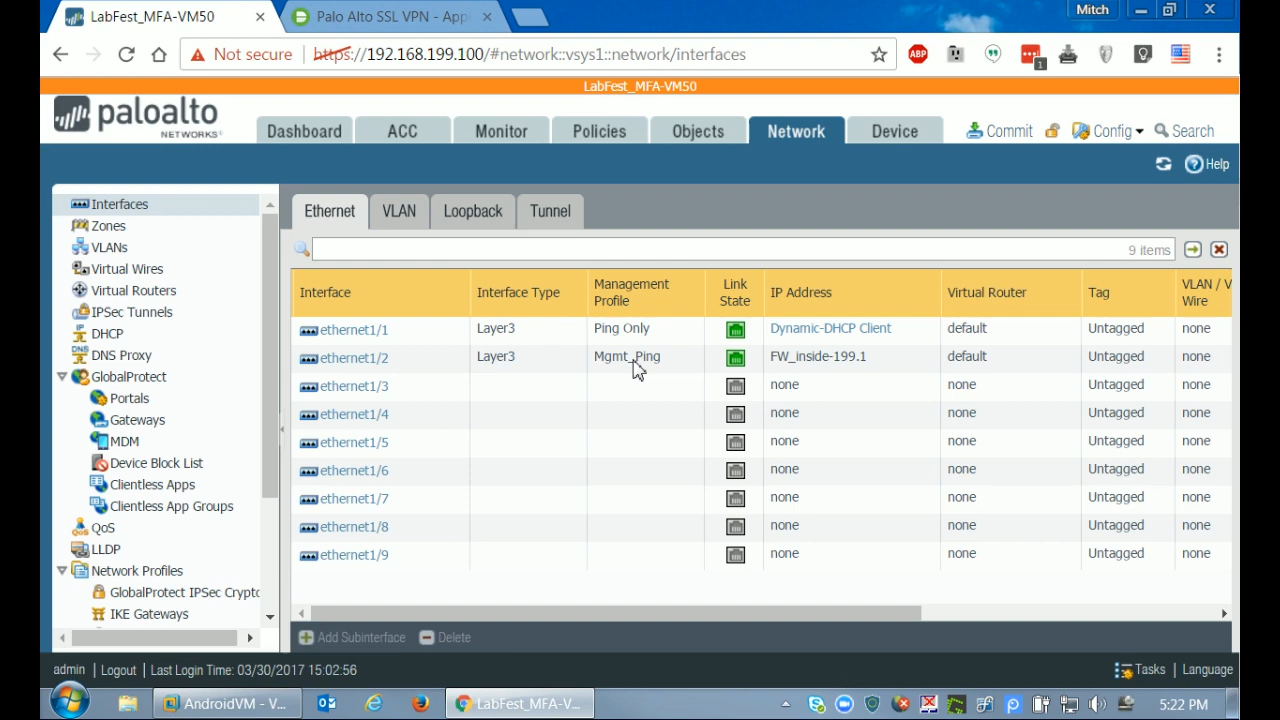 LabFest_MFA-VM50
Palo Alto SSL VPN - Appl
Mitch
Not secure https://192.168.199.100/#network::vsys1::network/interfaces
ABP
1
LabFest_MFA-VM50
paloalto
NETWORKS
Dashboard ACC Monitor Policies Objects Network Device
Commit Config Search
Help
Interfaces
Zones
VLANs
Virtual Wires
Virtual Routers
IPSec Tunnels
DHCP
DNS Proxy
GlobalProtect
Portals
Gateways
MDM
Device Block List
Clientless Apps
Clientless App Groups
QoS
LLDP
Network Profiles
GlobalProtect IPSec Crypto
IKE Gateways
Ethernet VLAN Loopback Tunnel
9 items
Interface Interface Type Management Profile Link State IP Address Virtual Router Tag VLAN / V Wire
ethernet1/1 Layer3 Ping Only Dynamic-DHCP Client default Untagged none
ethernet1/2 Layer3 Mgmt_Ping FW_inside-199.1 default Untagged none
ethernet1/3 none none Untagged none
ethernet1/4 none none Untagged none
ethernet1/5 none none Untagged none
ethernet1/6 none none Untagged none
ethernet1/7 none none Untagged none
ethernet1/8 none none Untagged none
ethernet1/9 none none Untagged none
Add Subinterface Delete
admin | Logout | Last Login Time: 03/30/2017 15:02:56
Tasks | Language
AndroidVM - V...
LabFest_MFA-V...
5:22 PM